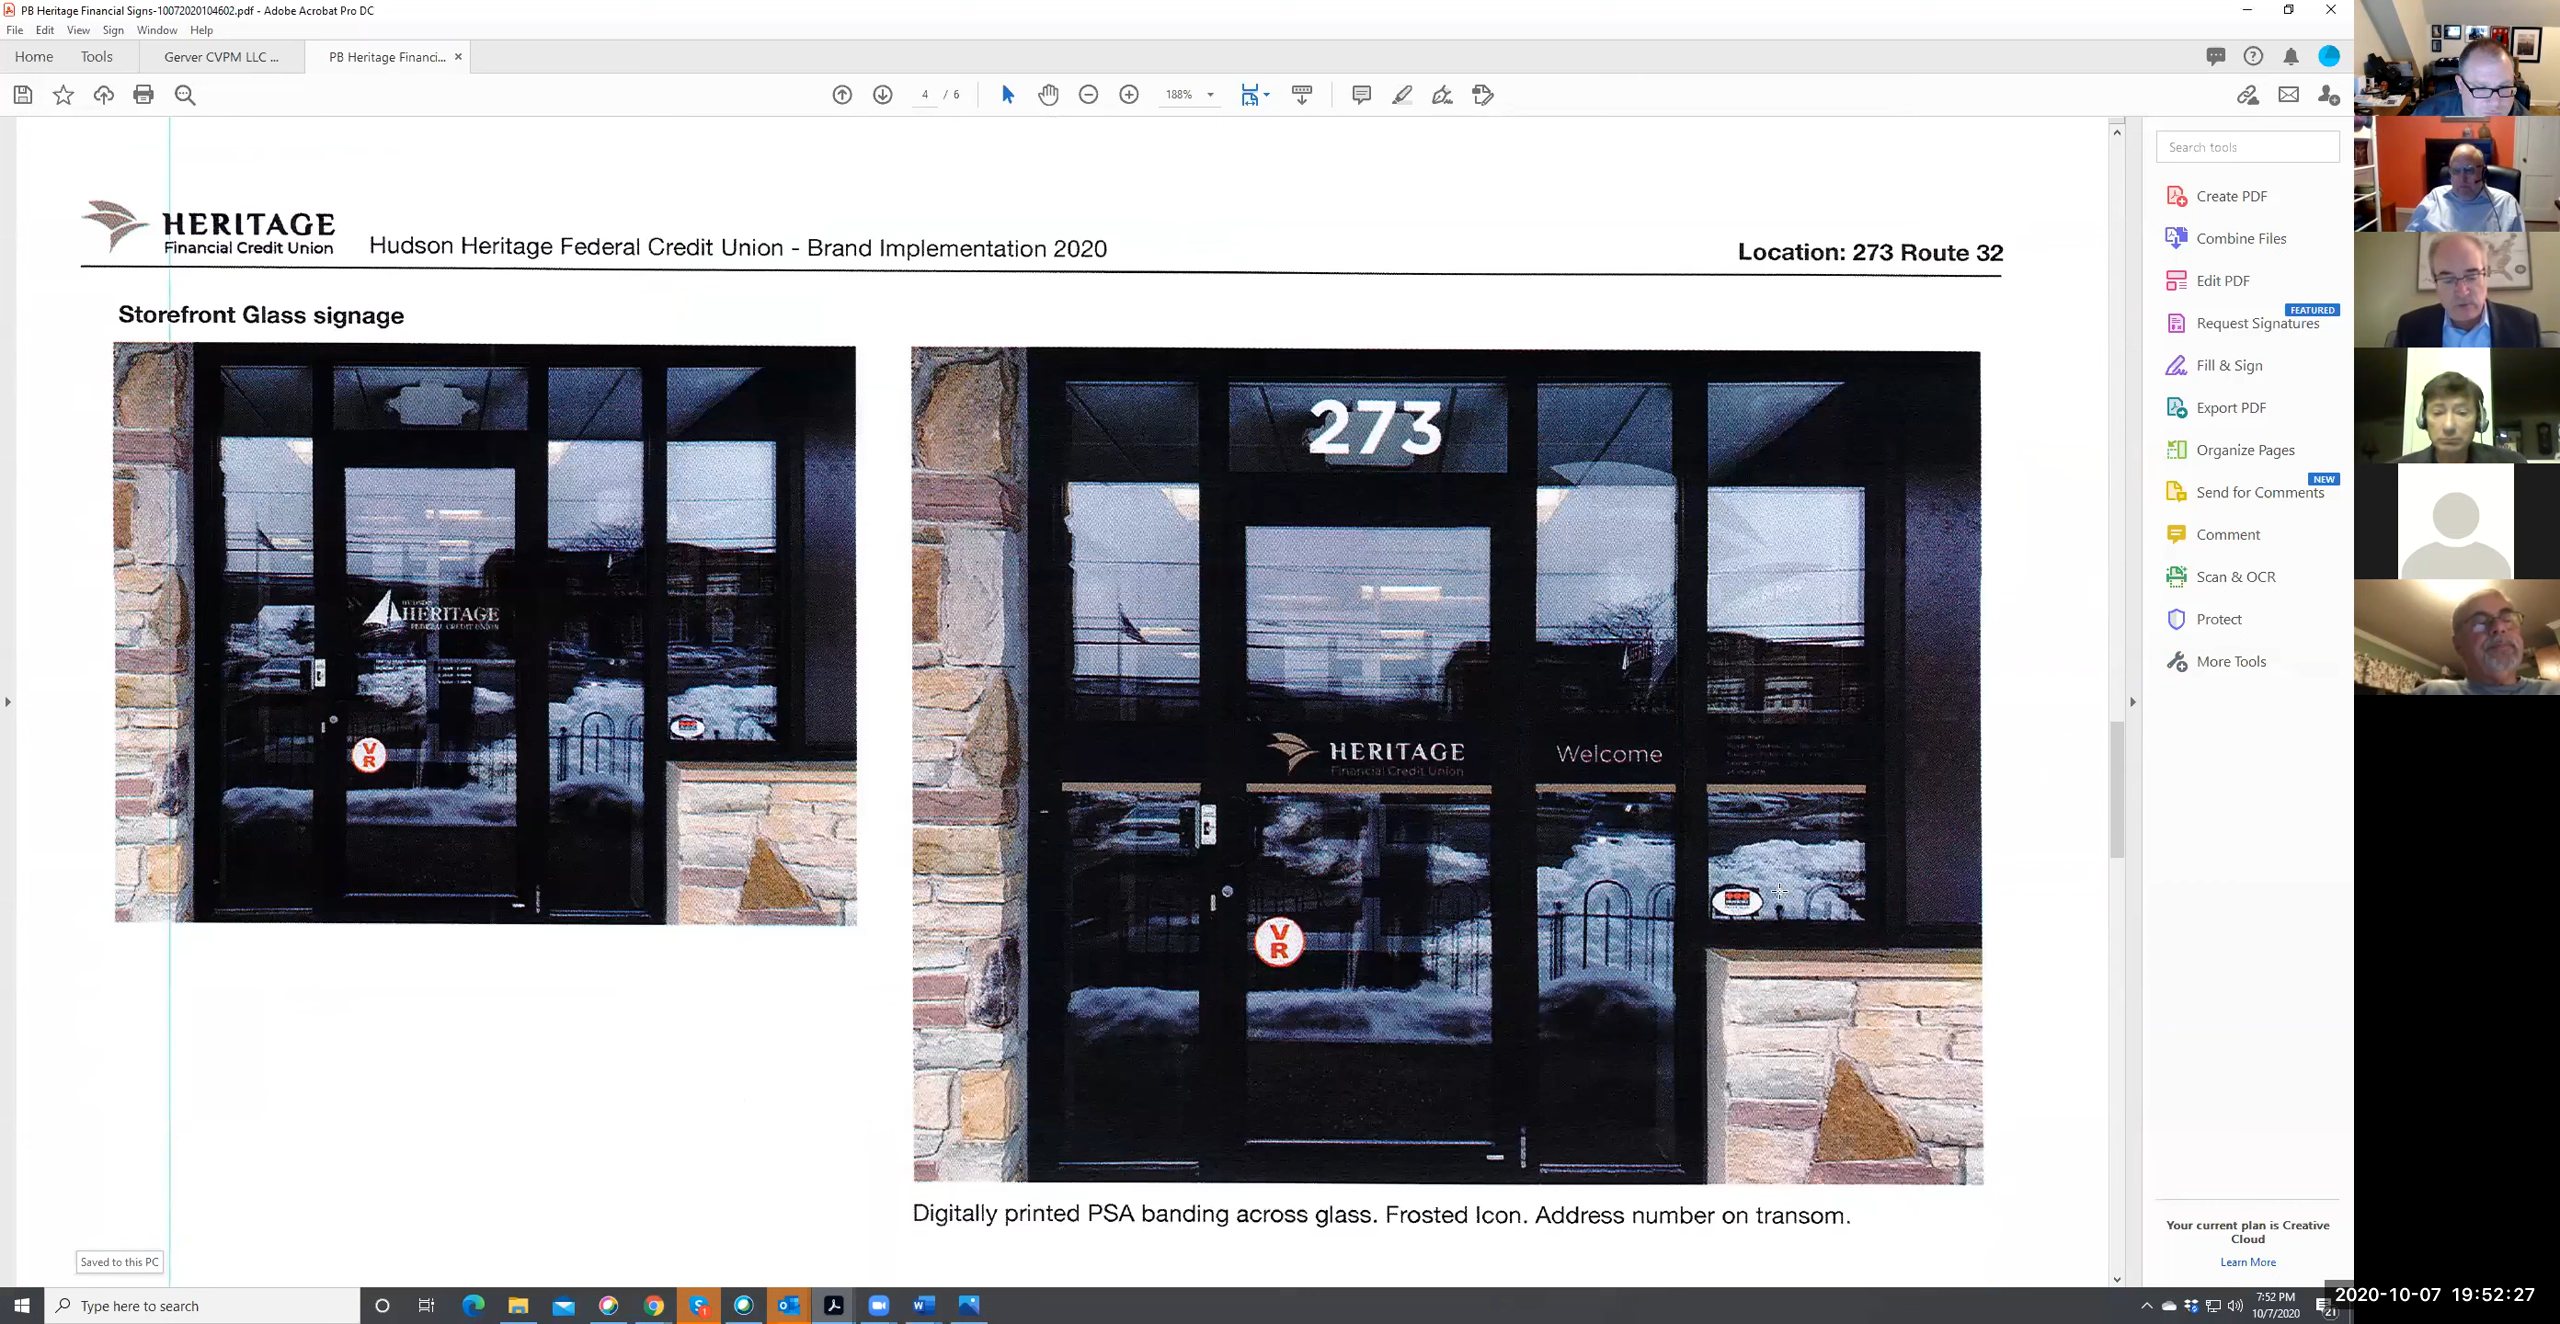 PB Heritage Financial Signs-10072020104602.pdf - Adobe Acrobat Pro DC
File Edit View Sign Window Help
Home Tools Gerver CVPM LLC ... PB Heritage Financi... ×
4 / 6 188%
Search tools
Create PDF
Combine Files
Edit PDF
FEATURED
Request Signatures
Fill & Sign
Export PDF
Organize Pages
NEW
Send for Comments
Comment
Scan & OCR
Protect
More Tools
Your current plan is Creative
Cloud
Learn More
HERITAGE
Financial Credit Union
Hudson Heritage Federal Credit Union - Brand Implementation 2020
Location: 273 Route 32
Storefront Glass signage
HUDSON
HERITAGE
FEDERAL CREDIT UNION
V
R
273
HERITAGE
Financial Credit Union
Welcome
V
R
Digitally printed PSA banding across glass. Frosted Icon. Address number on transom.
Saved to this PC
Type here to search
7:52 PM
10/7/2020
21
2020-10-07 19:52:27